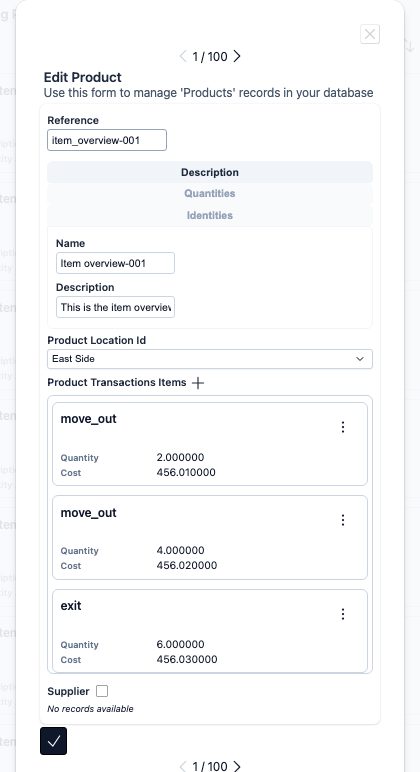 1 / 100
Edit Product
Use this form to manage 'Products' records in your database
Reference
item_overview-001
Description
Quantities
Identities
Name
Item overview-001
Description
This is the item overview
Product Location Id
East Side
Product Transactions Items
move_out
Quantity 2.000000
Cost 456.010000
move_out
Quantity 4.000000
Cost 456.020000
exit
Quantity 6.000000
Cost 456.030000
Supplier
No records available
1 / 100